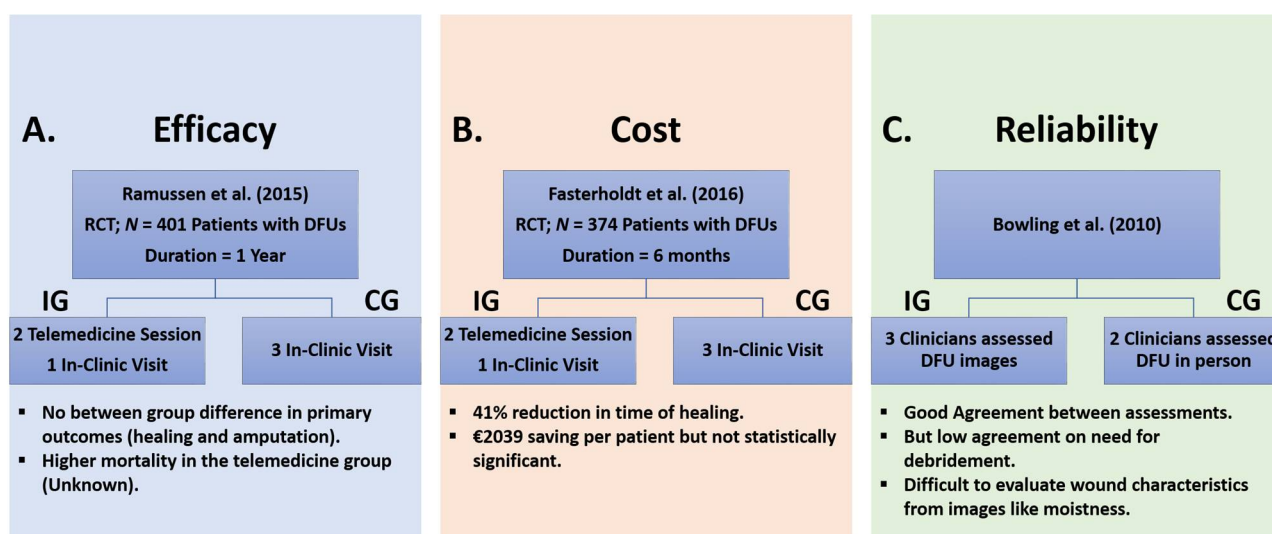 A. Efficacy
Ramussen et al. (2015)
RCT; N = 401 Patients with DFUs
Duration = 1 Year
IG
CG
2 Telemedicine Session
1 In-Clinic Visit
3 In-Clinic Visit
▪ No between group difference in primary
outcomes (healing and amputation).
▪ Higher mortality in the telemedicine group
(Unknown).
B. Cost
Fasterholdt et al. (2016)
RCT; N = 374 Patients with DFUs
Duration = 6 months
IG
CG
2 Telemedicine Session
1 In-Clinic Visit
3 In-Clinic Visit
▪ 41% reduction in time of healing.
▪ €2039 saving per patient but not statistically
significant.
C. Reliability
Bowling et al. (2010)
IG
CG
3 Clinicians assessed
DFU images
2 Clinicians assessed
DFU in person
▪ Good Agreement between assessments.
▪ But low agreement on need for
debridement.
▪ Difficult to evaluate wound characteristics
from images like moistness.